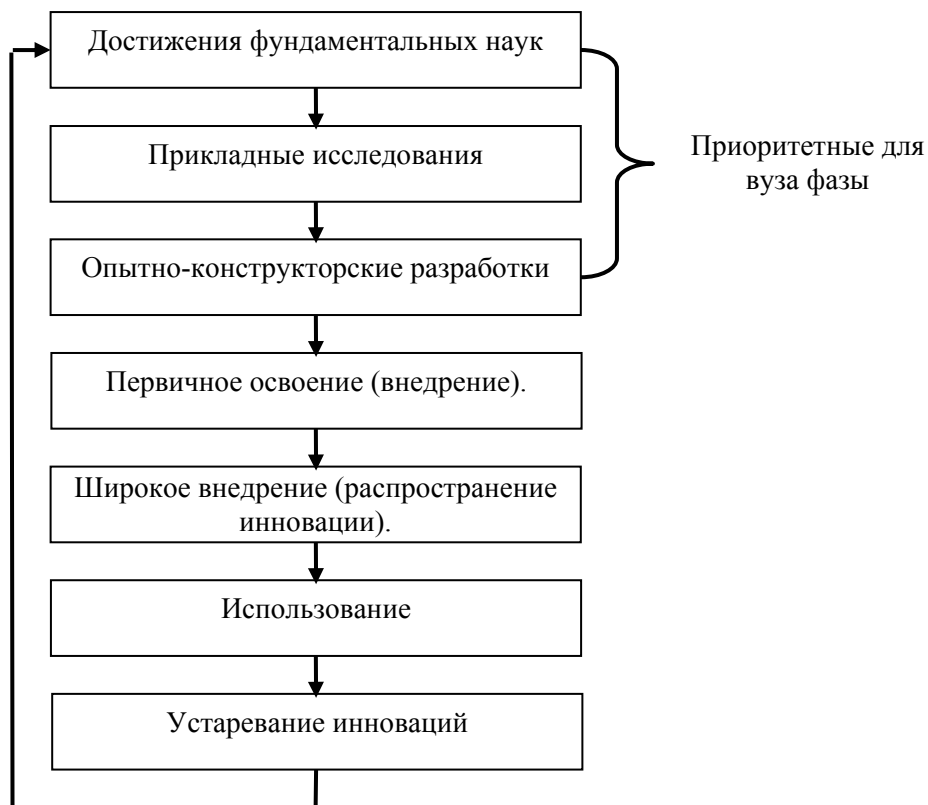 Достижения фундаментальных наук
Прикладные исследования
Приоритетные для
вуза фазы
Опытно-конструкторские разработки
Первичное освоение (внедрение).
Широкое внедрение (распространение
инновации).
Использование
Устаревание инноваций